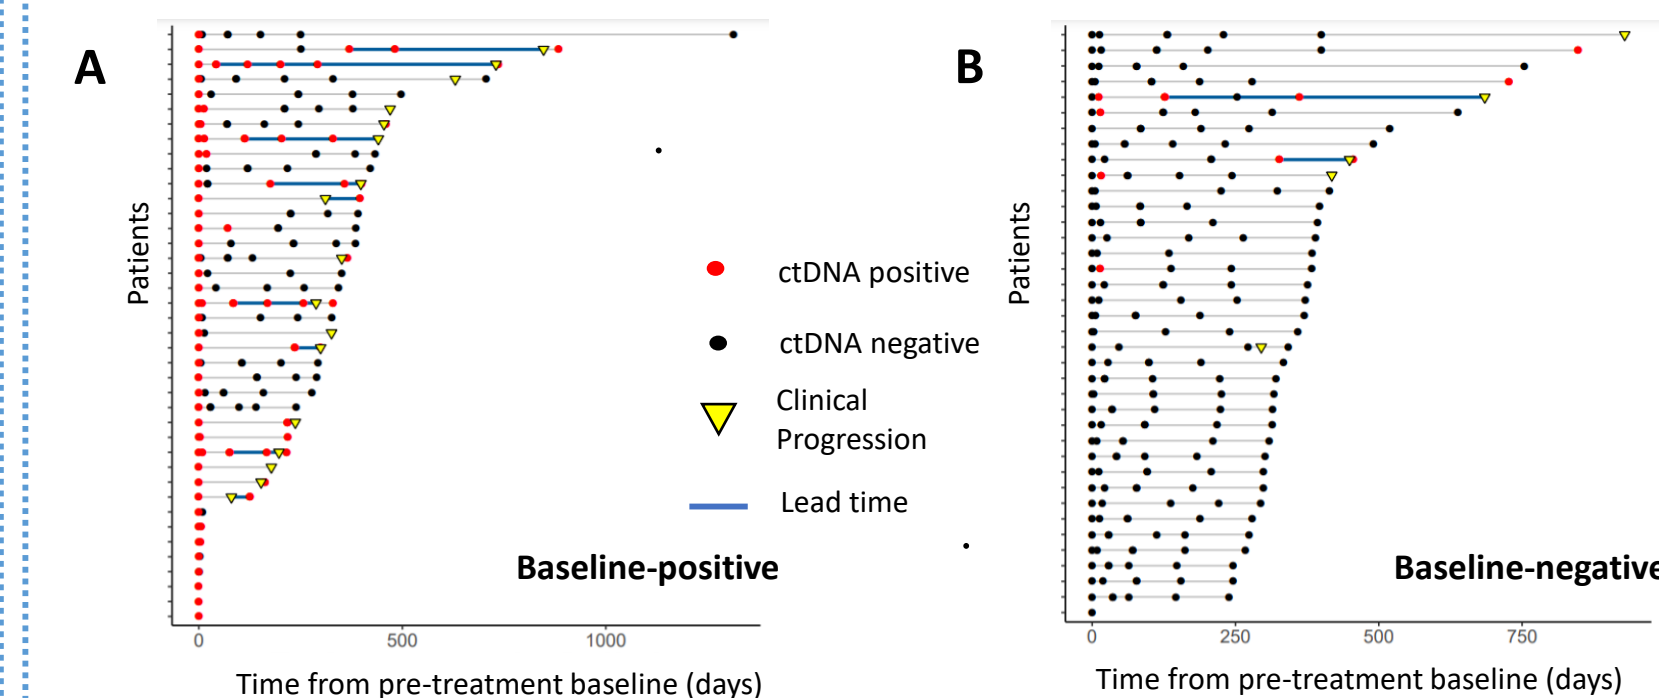 A
Patients
0
500
1000
Time from pre-treatment baseline (days)
Baseline-positive
ctDNA positive
ctDNA negative
Clinical
Progression
Lead time
B
Patients
0
250
500
750
Time from pre-treatment baseline (days)
Baseline-negative